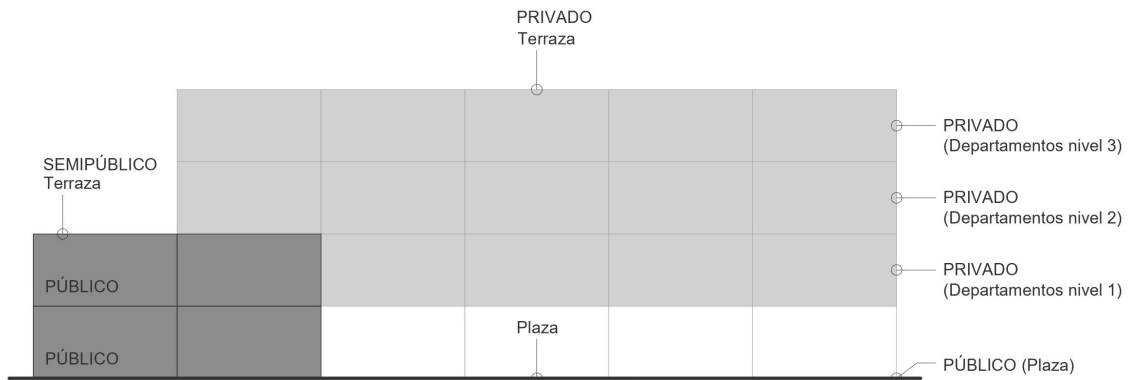 PRIVADO
Terraza
PRIVADO
(Departamentos nivel 3)
SEMIPÚBLICO
Terraza
PRIVADO
(Departamentos nivel 2)
PÚBLICO
PRIVADO
(Departamentos nivel 1)
Plaza
PÚBLICO
PÚBLICO (Plaza)